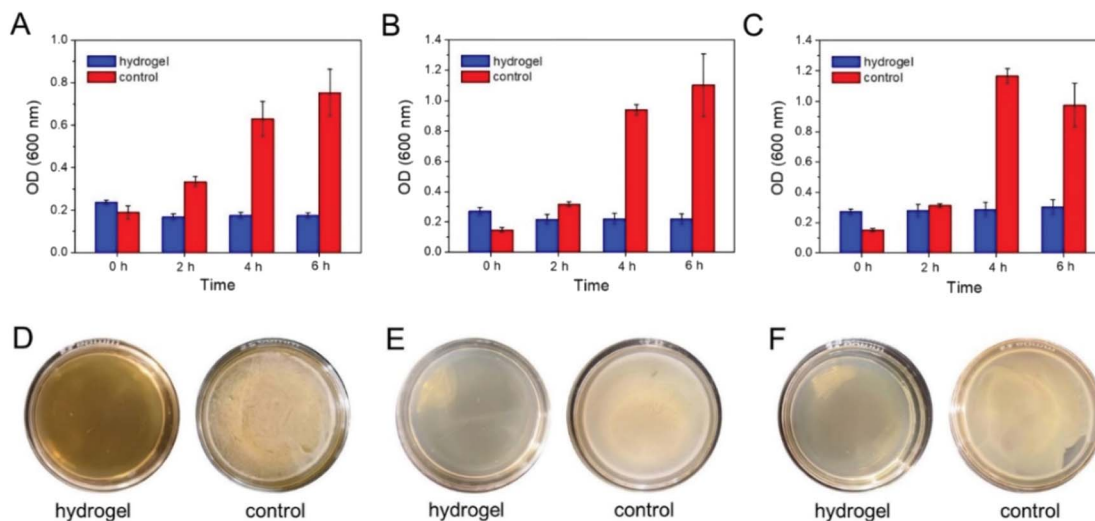 A
hydrogel
control
OD (600 nm)
1.0
0.8
0.6
0.4
0.2
0.0
0 h
2 h
4 h
6 h
Time
B
hydrogel
control
OD (600 nm)
1.4
1.2
1.0
0.8
0.6
0.4
0.2
0.0
0 h
2 h
4 h
6 h
Time
C
hydrogel
control
OD (600 nm)
1.4
1.2
1.0
0.8
0.6
0.4
0.2
0.0
0 h
2 h
4 h
6 h
Time
D
hydrogel
control
E
hydrogel
control
F
hydrogel
control